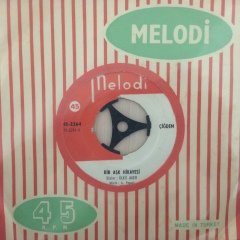 MELODİ
Melodi
45
45-2264
ÇİĞDEM
BİR AŞK HİKAYESİ
45
R.P.M
MADE IN TURKEY